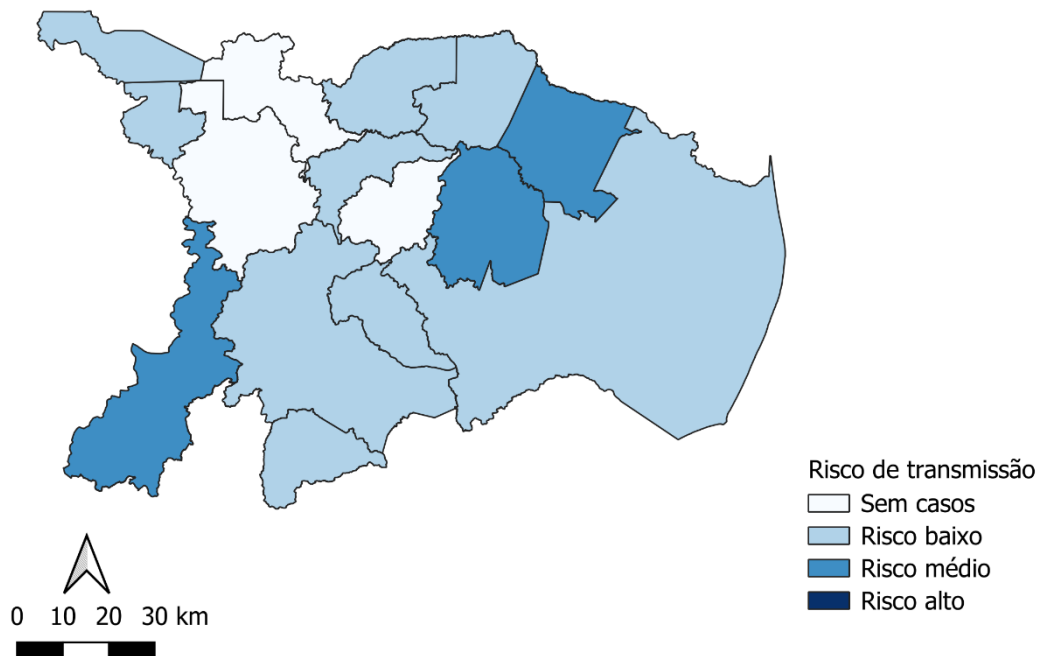 Risco de transmissão
Sem casos
Risco baixo
Risco médio
Risco alto
0 10 20 30 km